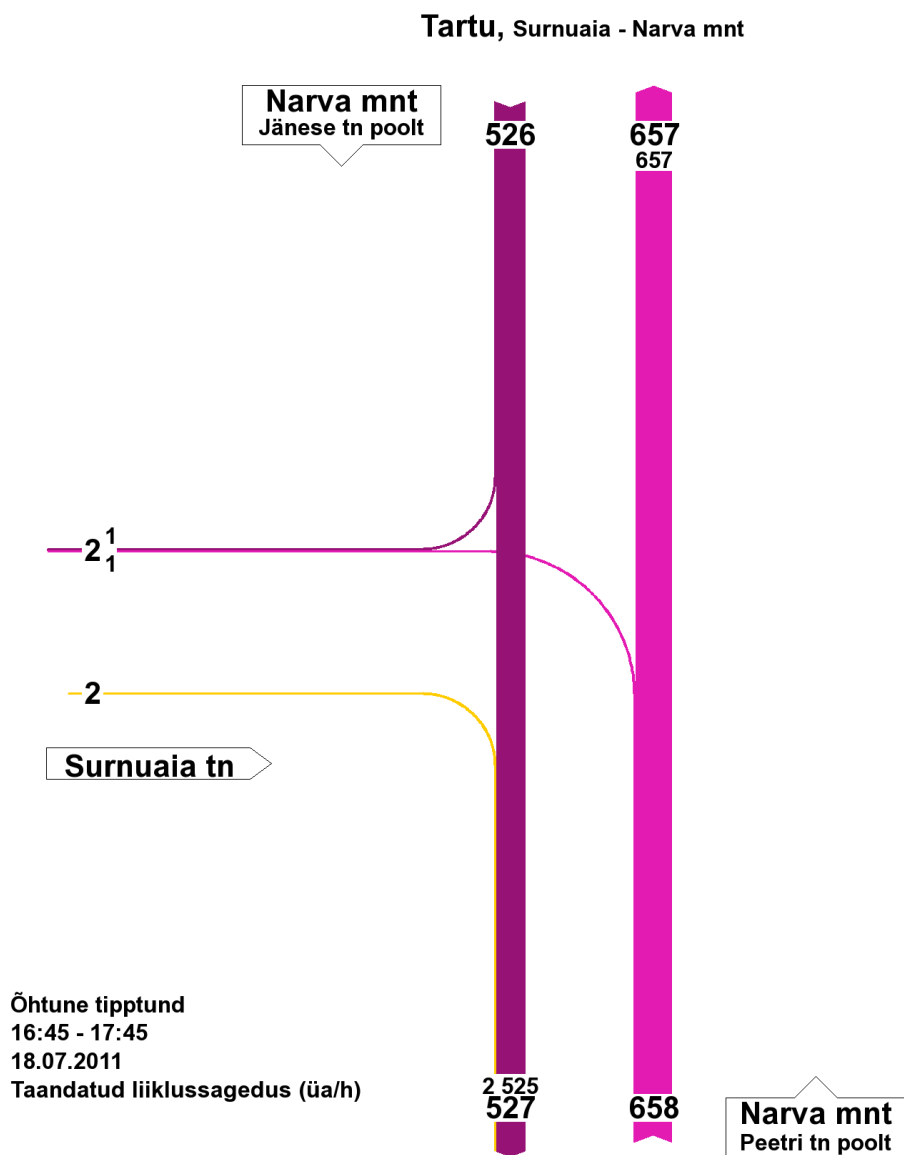 Tartu, Surnuaia - Narva mnt
Narva mnt
Jänese tn poolt
526
657
657
2 1
1
2
Surnuaia tn
Õhtune tipptund
16:45 - 17:45
18.07.2011
Taandatud liiklussagedus (üa/h)
2 525
527
658
Narva mnt
Peetri tn poolt